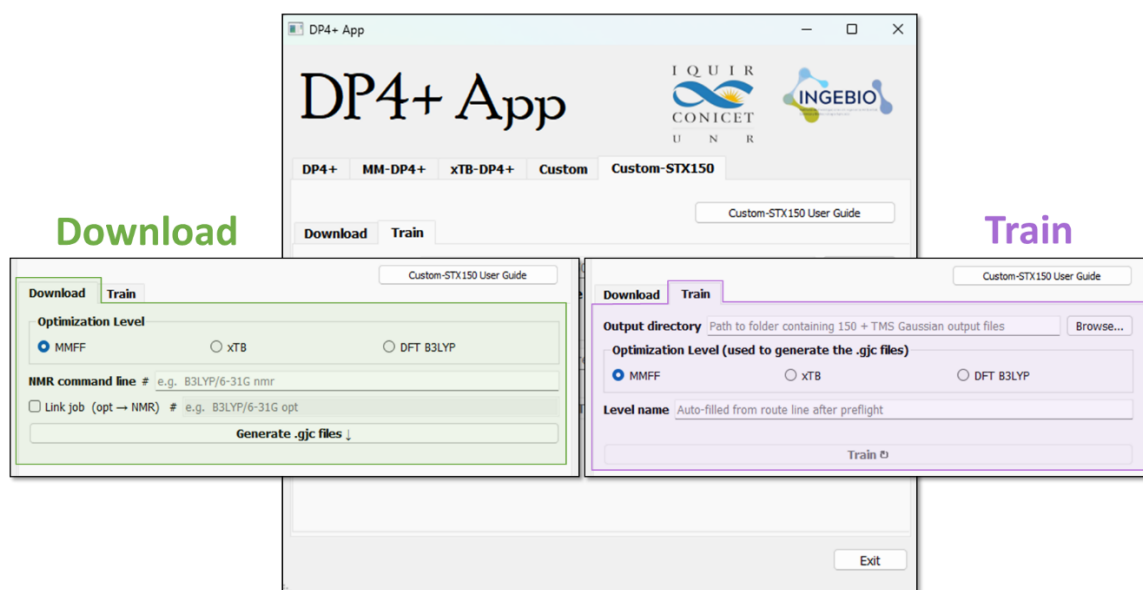 DP4+ App
DP4+ App
I Q U I R
CONICET
U N R
INGEBIO
DP4+ MM-DP4+ xTB-DP4+ Custom Custom-STX150
Custom-STX150 User Guide
Download Train
Download
Custom-STX150 User Guide
Download Train
Optimization Level
MMFF xTB DFT B3LYP
NMR command line # e.g. B3LYP/6-31G nmr
Link job (opt → NMR) # e.g. B3LYP/6-31G opt
Generate .gjc files ↓
Train
Custom-STX150 User Guide
Download Train
Output directory Path to folder containing 150 + TMS Gaussian output files Browse...
Optimization Level (used to generate the .gjc files)
MMFF xTB DFT B3LYP
Level name Auto-filled from route line after preflight
Train ↻
Exit